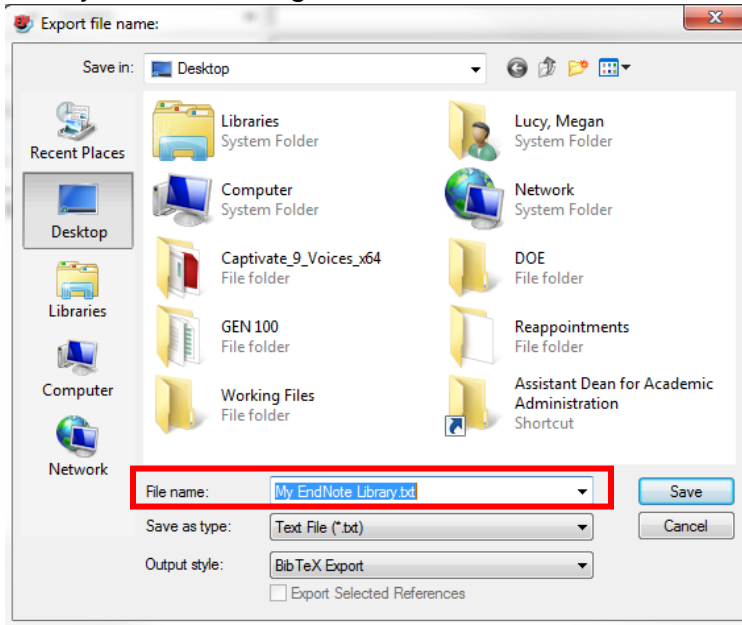 Export file name:
Save in:
Desktop
Recent Places
Desktop
Libraries
Computer
Network
Libraries
System Folder
Lucy, Megan
System Folder
Computer
System Folder
Network
System Folder
Captivate_9_Voices_x64
File folder
DOE
File folder
GEN 100
File folder
Reappointments
File folder
Working Files
File folder
Assistant Dean for Academic
Administration
Shortcut
File name:
My EndNote Library.txt
Save
Save as type:
Text File (*.txt)
Cancel
Output style:
BibTeX Export
Export Selected References